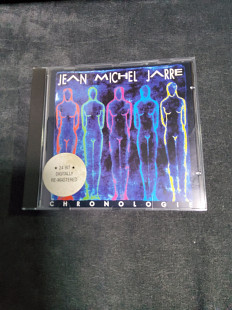 JEAN MICHEL JARRE
★ 24 BIT ★
DIGITALLY
RE-MASTERED
CHRONOLOGIE